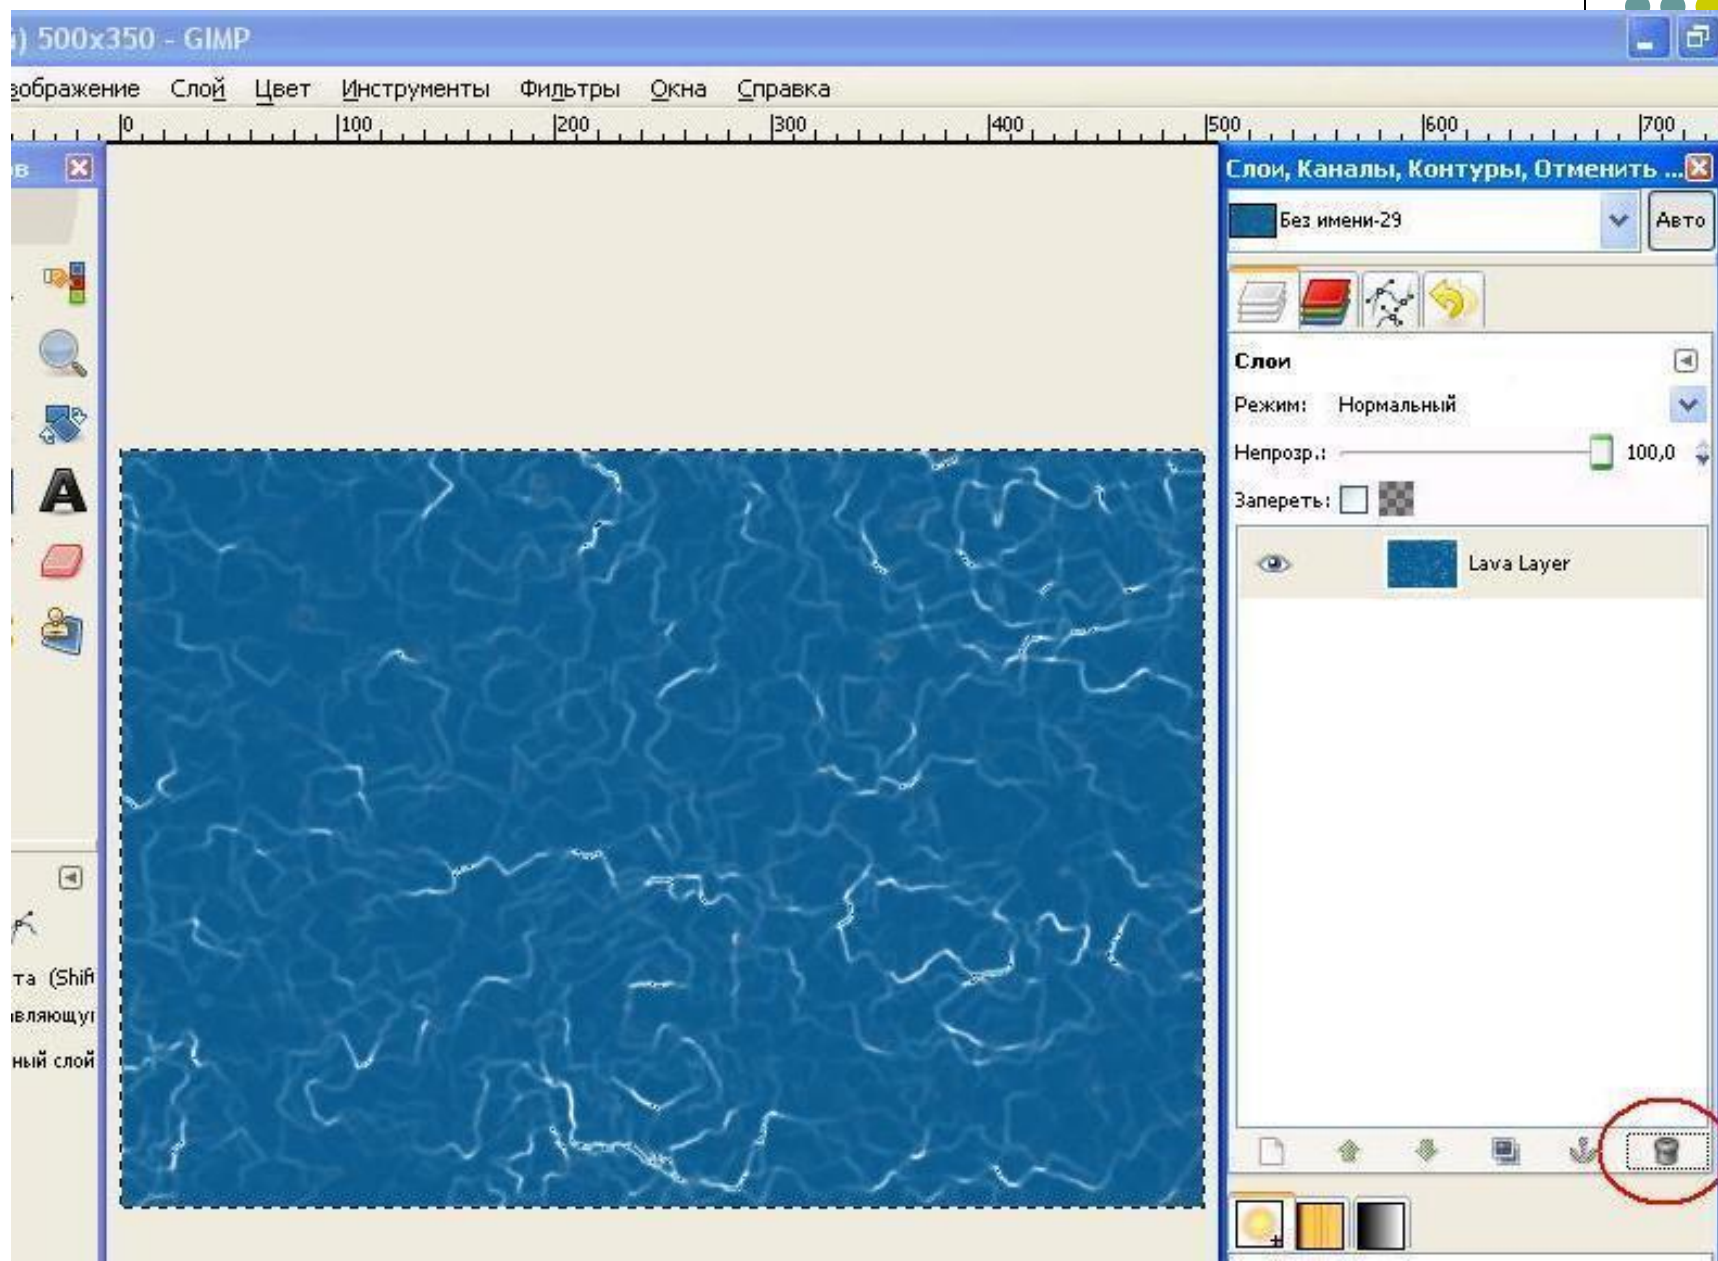 ) 500x350 - GIMP
зображение Слой Цвет Инструменты Фильтры Окна Справка
0 100 200 300 400 500 600 700
ов Слои, Каналы, Контуры, Отменить ...
Без имени-29 Авто
Слои
Режим: Нормальный
Непрозр.: 100,0
Запереть:
A
Lava Layer
та (Shift
вляющую
ный слой